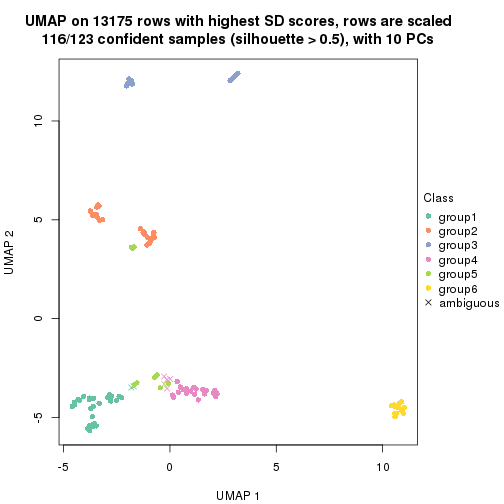 UMAP on 13175 rows with highest SD scores, rows are scaled
116/123 confident samples (silhouette > 0.5), with 10 PCs
10
5
0
-5
UMAP 2
-5
0
5
10
UMAP 1
Class
group1
group2
group3
group4
group5
group6
ambiguous